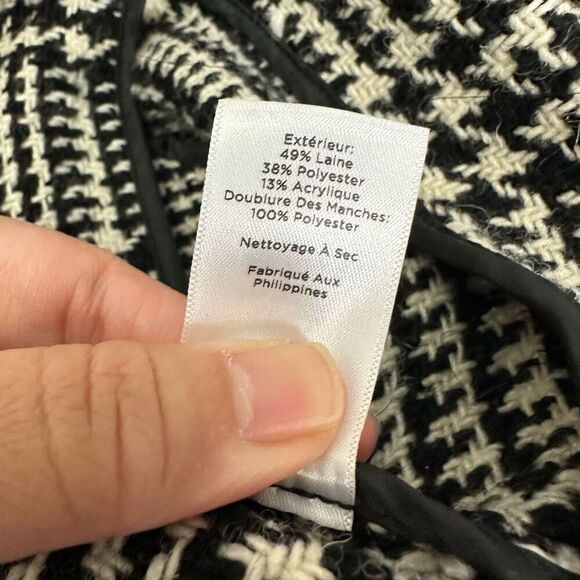 Extérieur:
49% Laine
38% Polyester
13% Acrylique
Doublure Des Manches:
100% Polyester
Nettoyage À Sec
Fabriqué Aux
Philippines